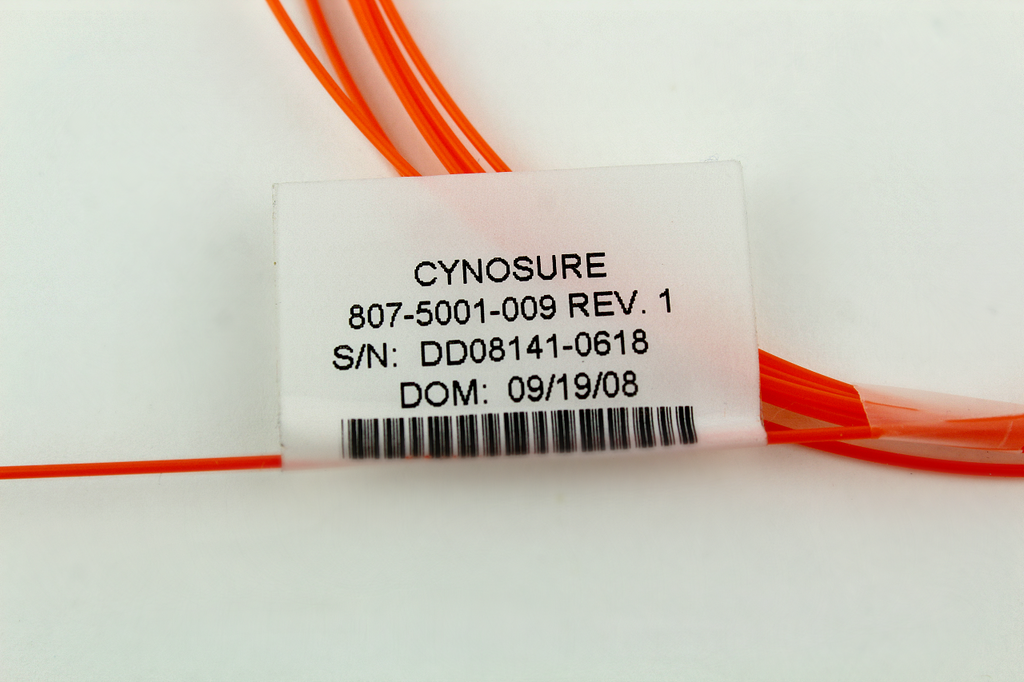 CYNOSURE
807-5001-009 REV. 1
S/N: DD08141-0618
DOM: 09/19/08